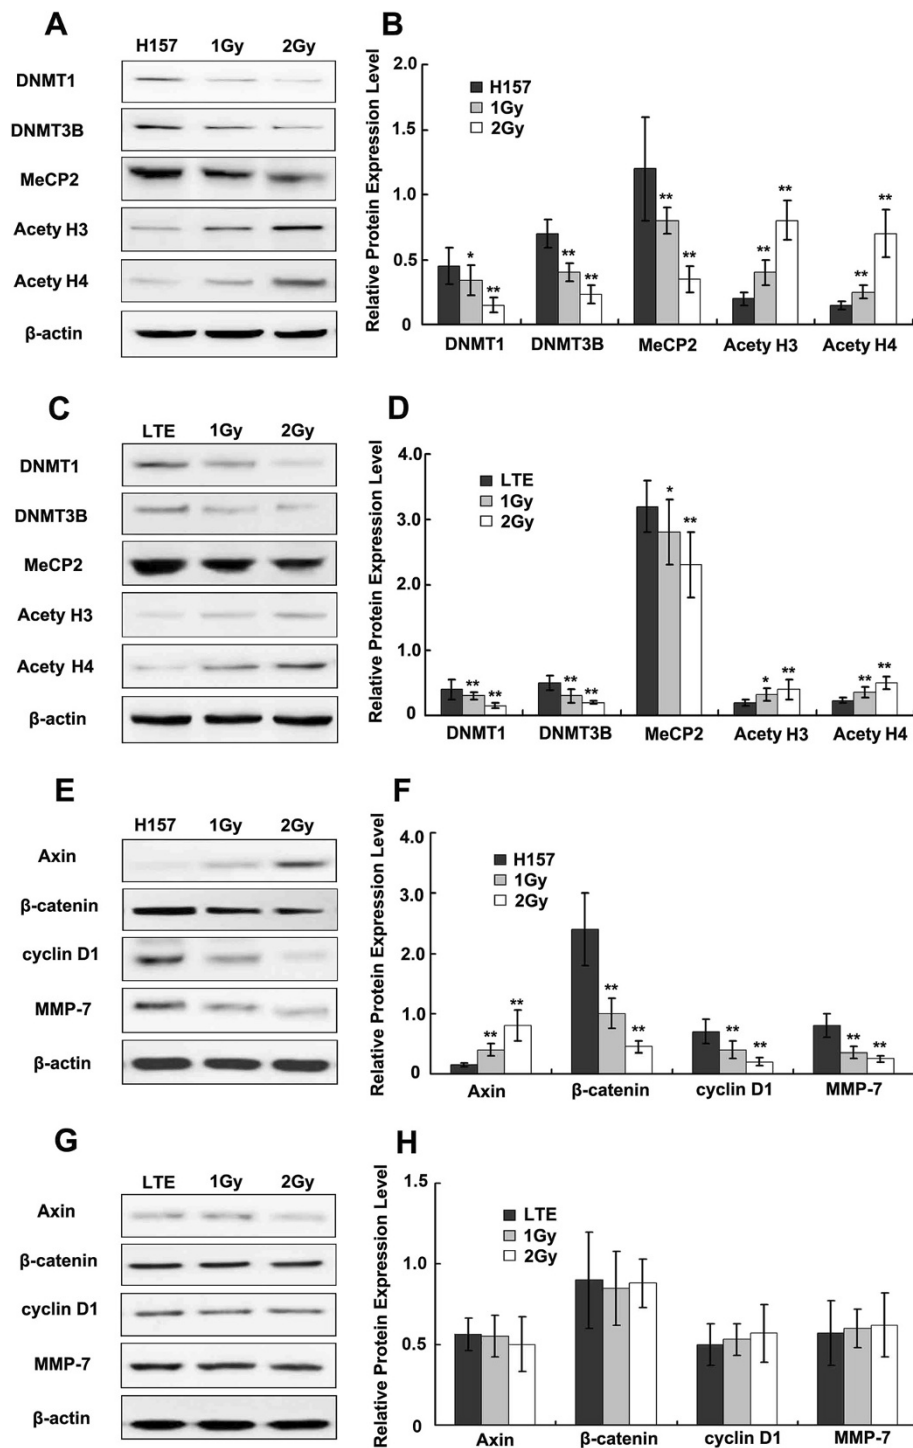 A
H157 1Gy 2Gy
DNMT1
DNMT3B
MeCP2
Acety H3
Acety H4
β-actin
B
Relative Protein Expression Level
2.0
1.5
1.0
0.5
0
H157
1Gy
2Gy
* ** ** ** ** ** ** ** ** **
DNMT1 DNMT3B MeCP2 Acety H3 Acety H4
C
LTE 1Gy 2Gy
DNMT1
DNMT3B
MeCP2
Acety H3
Acety H4
β-actin
D
Relative Protein Expression Level
4.0
3.0
2.0
1.0
0
LTE
1Gy
2Gy
** ** ** ** * ** * ** ** **
DNMT1 DNMT3B MeCP2 Acety H3 Acety H4
E
H157 1Gy 2Gy
Axin
β-catenin
cyclin D1
MMP-7
β-actin
F
Relative Protein Expression Level
4.0
3.0
2.0
1.0
0
H157
1Gy
2Gy
** ** ** ** ** ** ** **
Axin β-catenin cyclin D1 MMP-7
G
LTE 1Gy 2Gy
Axin
β-catenin
cyclin D1
MMP-7
β-actin
H
Relative Protein Expression Level
1.5
1.0
0.5
0
LTE
1Gy
2Gy
Axin β-catenin cyclin D1 MMP-7